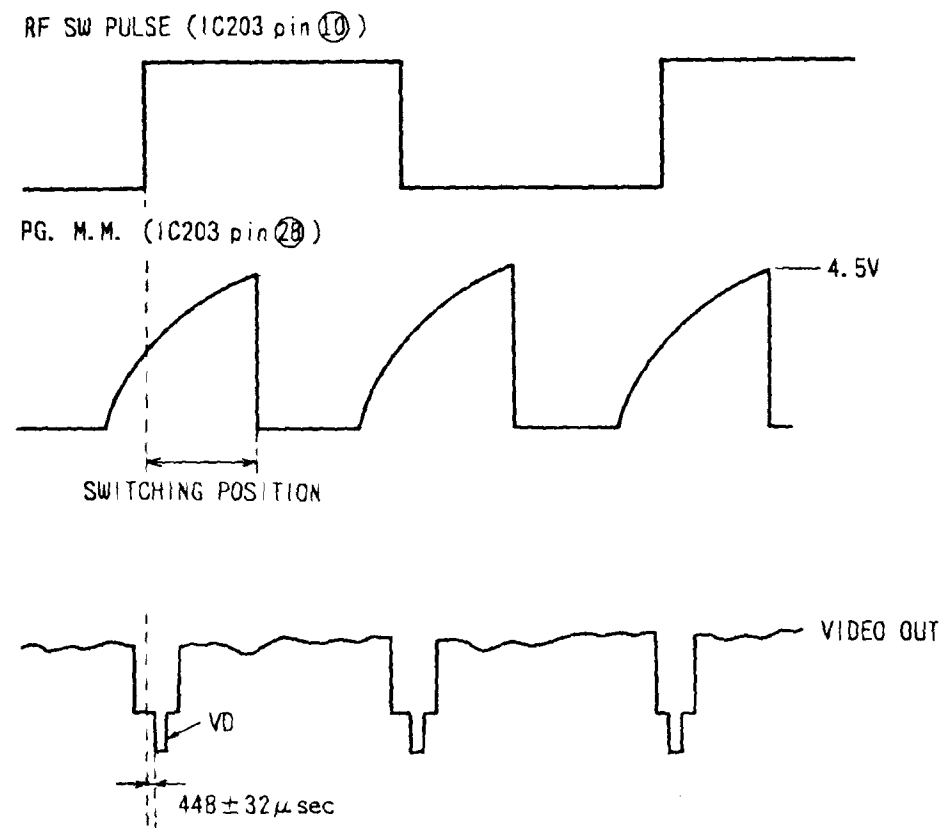 RF SW PULSE (IC203 pin ⑩)
PG. M.M. (IC203 pin ㉘)
4.5V
SWITCHING POSITION
VIDEO OUT
VD
448±32μsec